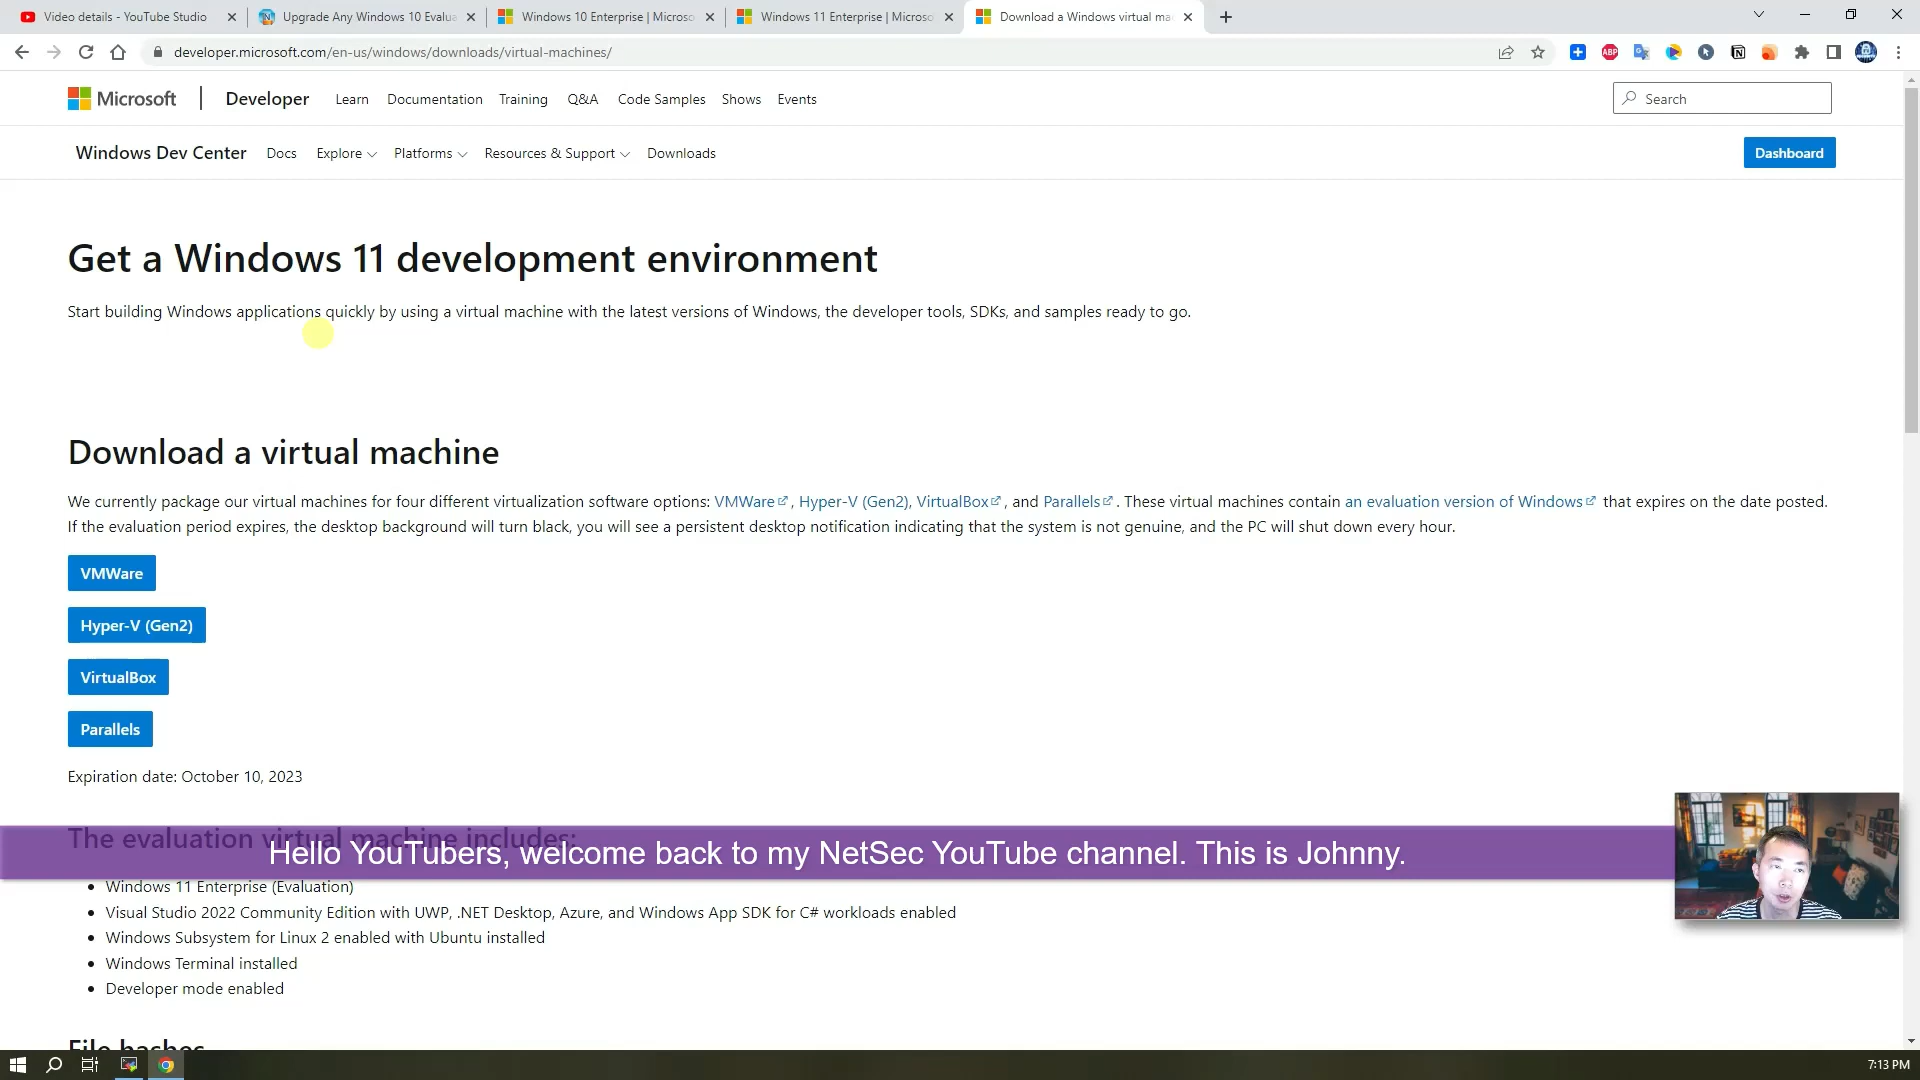 Video details - YouTube Studio
Upgrade Any Windows 10 Evalua
Windows 10 Enterprise | Microso
Windows 11 Enterprise | Microso
Download a Windows virtual ma
developer.microsoft.com/en-us/windows/downloads/virtual-machines/
ABP
Microsoft
Developer
Learn
Documentation
Training
Q&A
Code Samples
Shows
Events
Search
Windows Dev Center
Docs
Explore
Platforms
Resources & Support
Downloads
Dashboard
Get a Windows 11 development environment
Start building Windows applications quickly by using a virtual machine with the latest versions of Windows, the developer tools, SDKs, and samples ready to go.
Download a virtual machine
We currently package our virtual machines for four different virtualization software options: VMWare, Hyper-V (Gen2), VirtualBox, and Parallels. These virtual machines contain an evaluation version of Windows that expires on the date posted.
If the evaluation period expires, the desktop background will turn black, you will see a persistent desktop notification indicating that the system is not genuine, and the PC will shut down every hour.
VMWare
Hyper-V (Gen2)
VirtualBox
Parallels
Expiration date: October 10, 2023
The evaluation virtual machine includes:
Hello YouTubers, welcome back to my NetSec YouTube channel. This is Johnny.
Windows 11 Enterprise (Evaluation)
Visual Studio 2022 Community Edition with UWP, .NET Desktop, Azure, and Windows App SDK for C# workloads enabled
Windows Subsystem for Linux 2 enabled with Ubuntu installed
Windows Terminal installed
Developer mode enabled
File hashes
7:13 PM